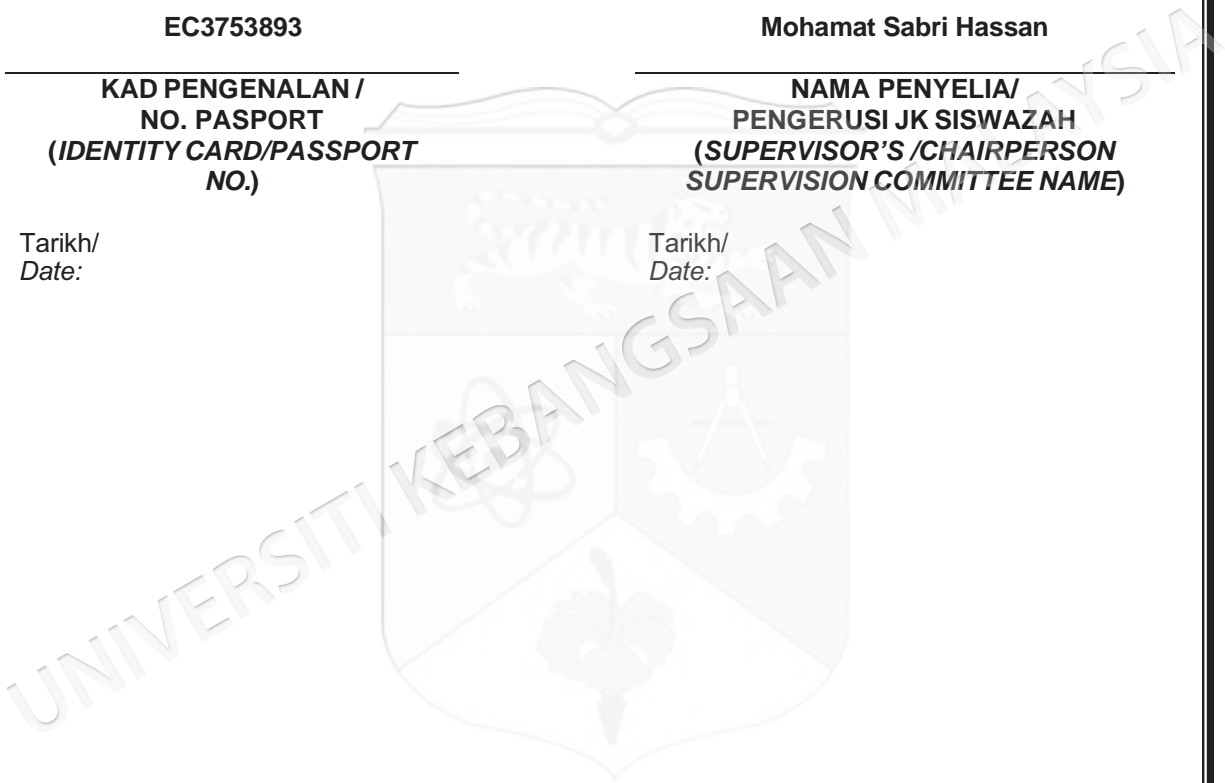 EC3753893
KAD PENGENALAN /
NO. PASPORT
(IDENTITY CARD/PASSPORT
NO.)
Tarikh/
Date:
Mohamat Sabri Hassan
NAMA PENYELIA/
PENGERUSI JK SISWAZAH
(SUPERVISOR'S /CHAIRPERSON
SUPERVISION COMMITTEE NAME)
Tarikh/
Date:
UNIVERSITI KEBANGSAAN MALAYSIA